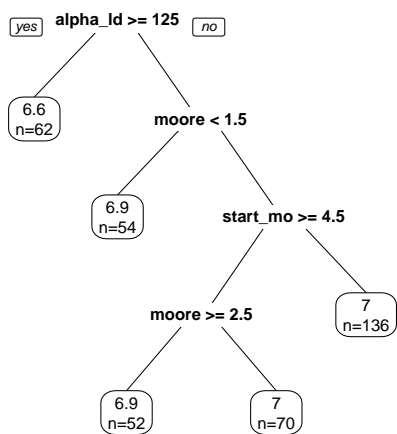 yes
alpha_ld >= 125
no
6.6
n=62
moore < 1.5
6.9
n=54
start_mo >= 4.5
7
n=136
moore >= 2.5
6.9
n=52
7
n=70